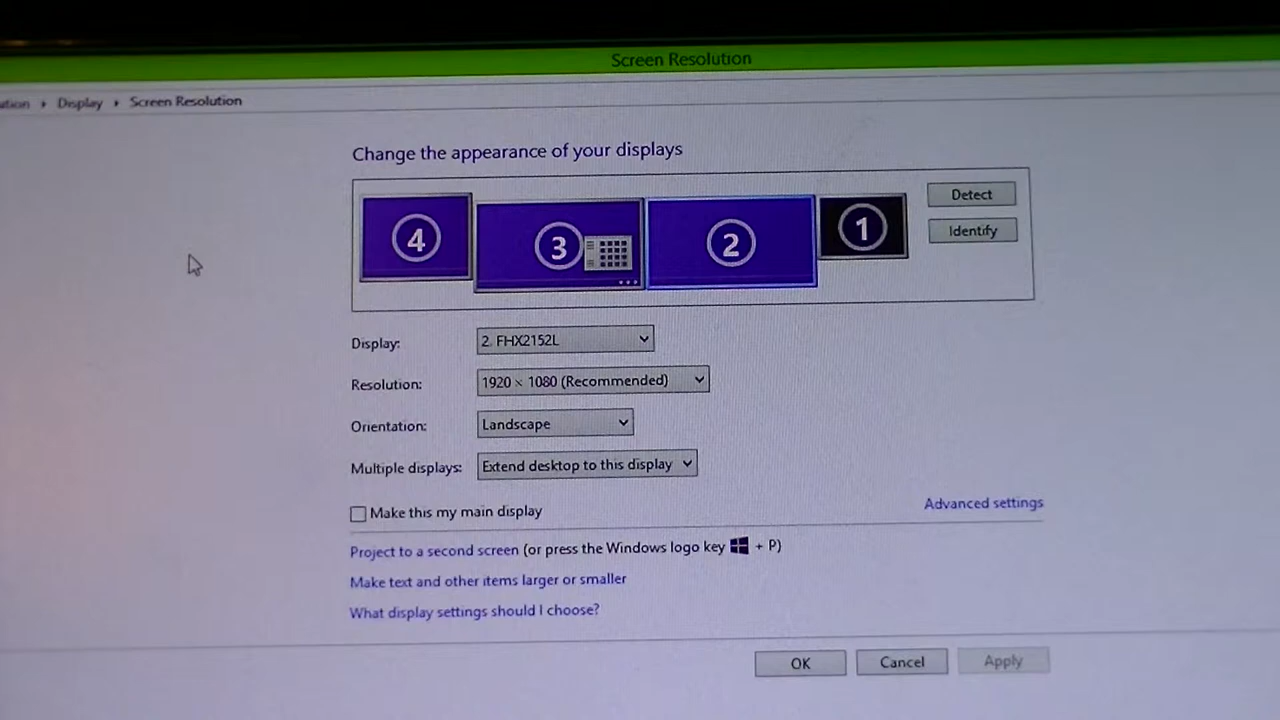 Screen Resolution
Display ▸ Screen Resolution
Change the appearance of your displays
4 3 2 1
Detect
Identify
Display: 2. FHX2152L
Resolution: 1920 × 1080 (Recommended)
Orientation: Landscape
Multiple displays: Extend desktop to this display
Make this my main display
Advanced settings
Project to a second screen (or press the Windows logo key + P)
Make text and other items larger or smaller
What display settings should I choose?
OK Cancel Apply